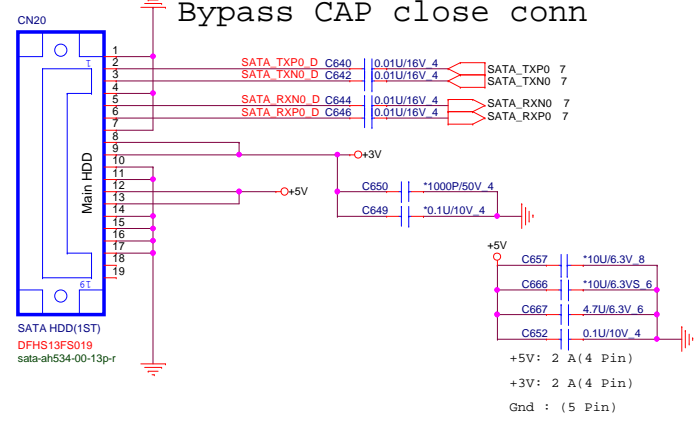 Bypass CAP close conn
CN20
1
2
3
4
5
6
7
8
9
10
11
12
13
14
15
16
17
18
19
1
19
Main HDD
SATA_TXP0_D C640 0.01U/16V_4 SATA_TXP0 7
SATA_TXN0_D C642 0.01U/16V_4 SATA_TXN0 7
SATA_RXN0_D C644 0.01U/16V_4 SATA_RXN0 7
SATA_RXP0_D C646 0.01U/16V_4 SATA_RXP0 7
+3V
+5V
C650 *1000P/50V_4
C649 *0.1U/10V_4
+5V
C657 *10U/6.3V_8
C666 *10U/6.3VS_6
C667 4.7U/6.3V_6
C652 0.1U/10V_4
SATA HDD(1ST)
DFHS13FS019
sata-ah534-00-13p-r
+5V: 2 A(4 Pin)
+3V: 2 A(4 Pin)
Gnd : (5 Pin)